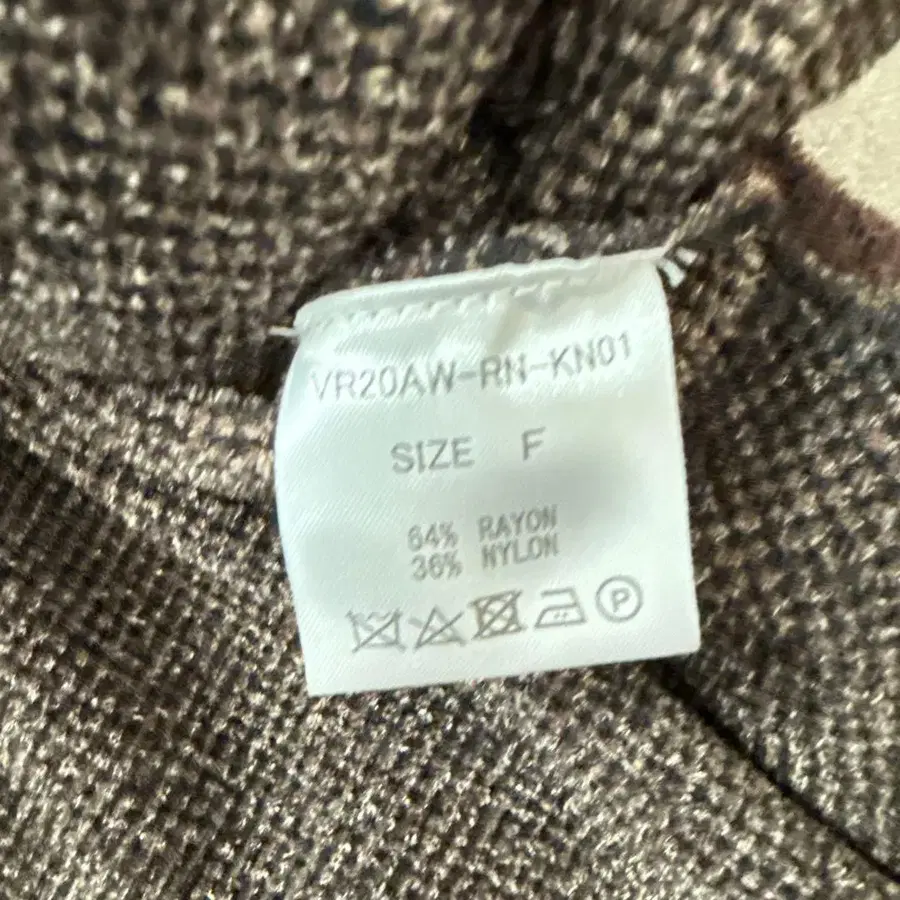 VR20AW-RN-KN01
SIZE F
64% RAYON
36% NYLON
P